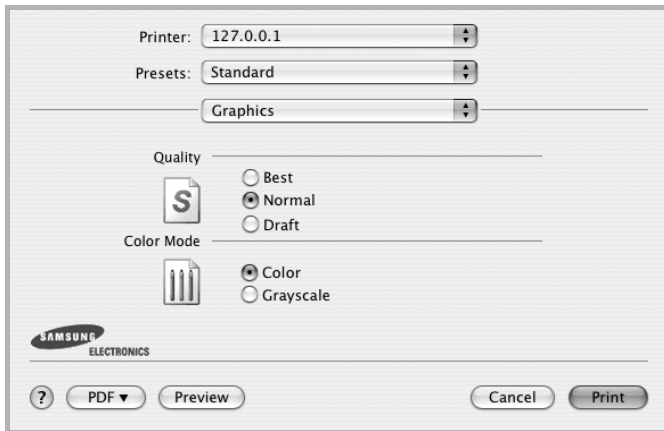 Printer: 127.0.0.1
Presets: Standard
Graphics
Quality
Best
Normal
S
Draft
Color Mode
Color
Grayscale
SAMSUNG
ELECTRONICS
? PDF ▼ Preview Cancel Print